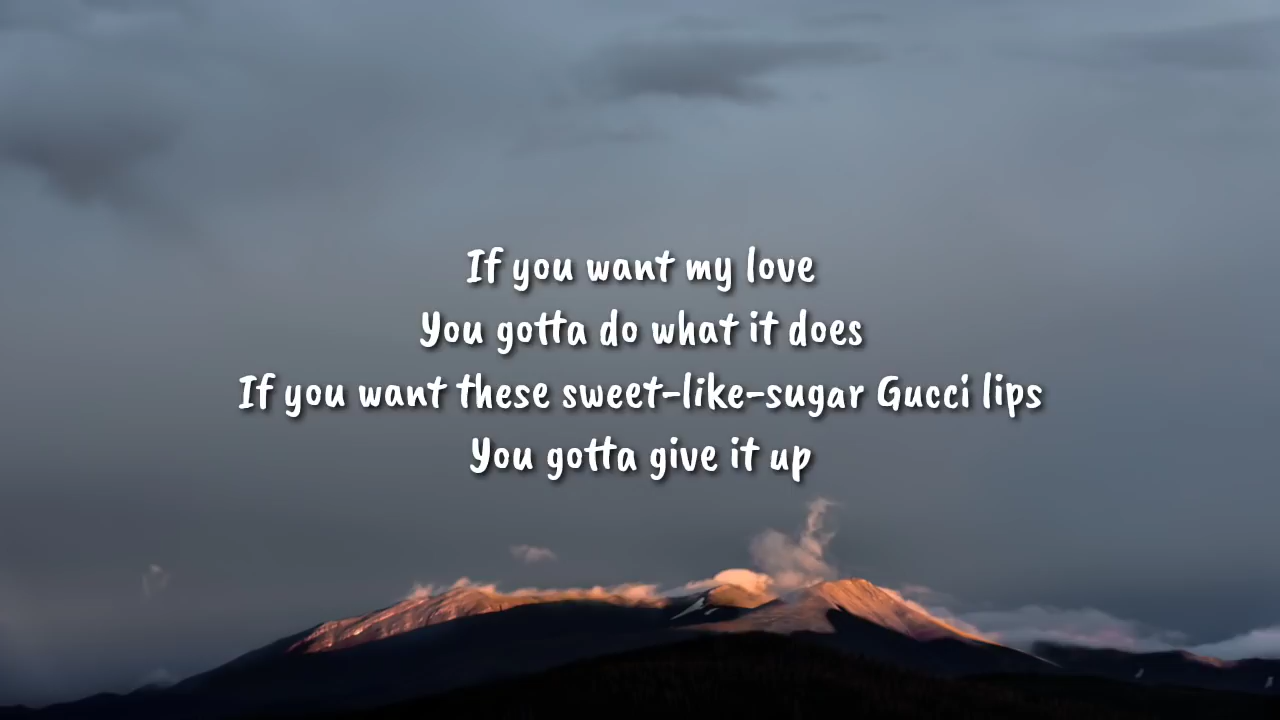 If you want my love
You gotta do what it does
If you want these sweet-like-sugar Gucci lips
You gotta give it up